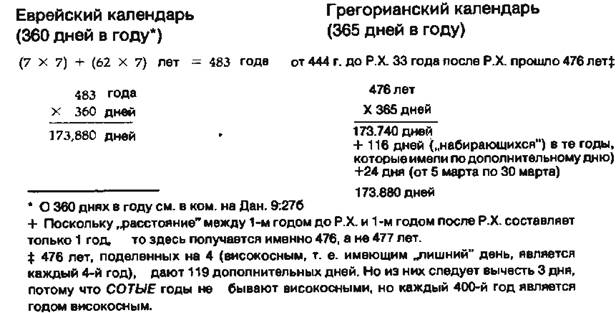 Еврейский календарь
(360 дней в году*)
(7 × 7) + (62 × 7) лет = 483 года
483 года
× 360 дней
173,880 дней
Грегорианский календарь
(365 дней в году)
от 444 г. до Р.Х. 33 года после Р.Х. прошло 476 лет‡
476 лет
X 365 дней
173.740 дней
+ 116 дней („набирающихся") в те годы,
которые имели по дополнительному дню)
+24 дня (от 5 марта по 30 марта)
173.880 дней
* О 360 днях в году см. в ком. на Дан. 9:27б
+ Поскольку „расстояние" между 1-м годом до Р.Х. и 1-м годом после Р.Х. составляет
только 1 год, то здесь получается именно 476, а не 477 лет.
‡ 476 лет, поделенных на 4 (високосным, т. е. имеющим „лишний" день, является
каждый 4-й год), дают 119 дополнительных дней. Но из них следует вычесть 3 дня,
потому что СОТЫЕ годы не бывают високосными, но каждый 400-й год является
годом високосным.